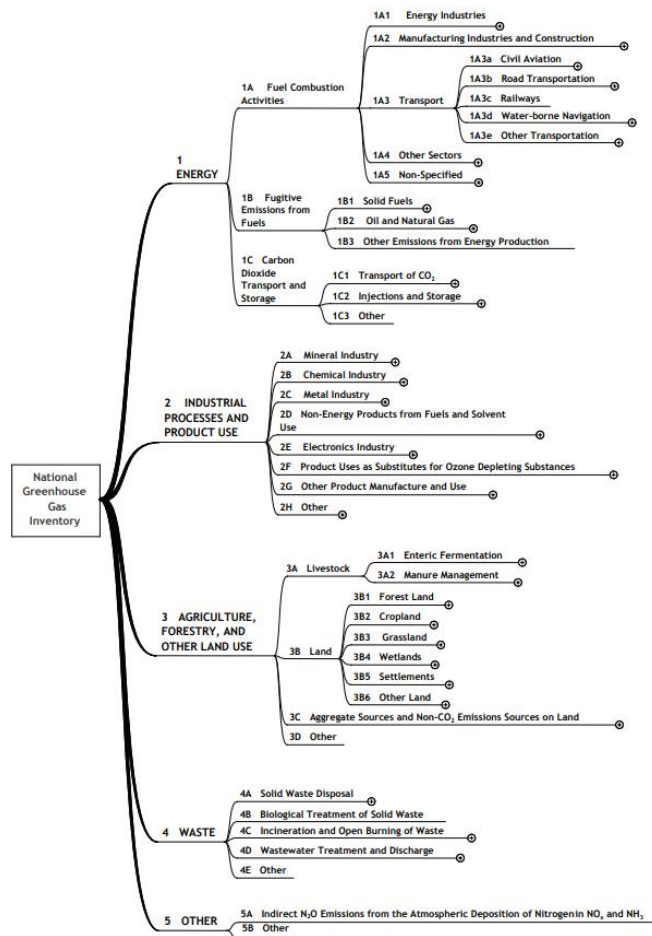 National
Greenhouse
Gas
Inventory
1
ENERGY
1A Fuel Combustion
Activities
1A1 Energy Industries
1A2 Manufacturing Industries and Construction
1A3 Transport
1A3a Civil Aviation
1A3b Road Transportation
1A3c Railways
1A3d Water-borne Navigation
1A3e Other Transportation
1A4 Other Sectors
1A5 Non-Specified
1B Fugitive
Emissions from
Fuels
1B1 Solid Fuels
1B2 Oil and Natural Gas
1B3 Other Emissions from Energy Production
1C Carbon
Dioxide
Transport and
Storage
1C1 Transport of CO₂
1C2 Injections and Storage
1C3 Other
2 INDUSTRIAL
PROCESSES AND
PRODUCT USE
2A Mineral Industry
2B Chemical Industry
2C Metal Industry
2D Non-Energy Products from Fuels and Solvent
Use
2E Electronics Industry
2F Product Uses as Substitutes for Ozone Depleting Substances
2G Other Product Manufacture and Use
2H Other
3 AGRICULTURE,
FORESTRY, AND
OTHER LAND USE
3A Livestock
3A1 Enteric Fermentation
3A2 Manure Management
3B Land
3B1 Forest Land
3B2 Cropland
3B3 Grassland
3B4 Wetlands
3B5 Settlements
3B6 Other Land
3C Aggregate Sources and Non-CO₂ Emissions Sources on Land
3D Other
4 WASTE
4A Solid Waste Disposal
4B Biological Treatment of Solid Waste
4C Incineration and Open Burning of Waste
4D Wastewater Treatment and Discharge
4E Other
5 OTHER
5A Indirect N₂O Emissions from the Atmospheric Deposition of Nitrogenin NOₓ and NH₃
5B Other